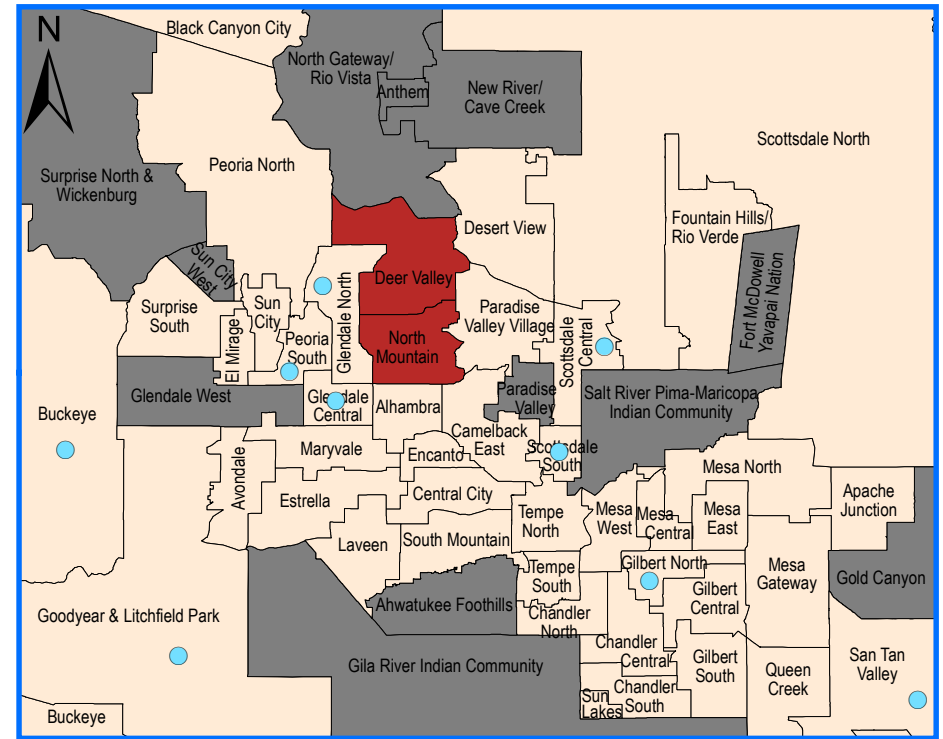 N
Black Canyon City
North Gateway/
Rio Vista
Anthem
New River/
Cave Creek
Scottsdale North
Peoria North
Surprise North &
Wickenburg
Fountain Hills/
Rio Verde
Desert View
Sun City
West
Deer Valley
Fort McDowell
Yavapai Nation
Glendale North
Sun
City
Surprise
South
Paradise
Valley Village
Scottsdale
Central
El Mirage
Peoria
South
North
Mountain
Glendale West
Glendale
Central
Alhambra
Paradise
Valley
Salt River Pima-Maricopa
Indian Community
Buckeye
Camelback
East
Maryvale
Encanto
Scottsdale
South
Avondale
Mesa North
Estrella
Central City
Apache
Junction
Tempe
North
Mesa
West
Mesa
Central
Mesa
East
Laveen
South Mountain
Gilbert North
Mesa
Gateway
Gold Canyon
Tempe
South
Ahwatukee Foothills
Gilbert
Central
Goodyear & Litchfield Park
Chandler
North
Chandler
Central
Gila River Indian Community
Gilbert
South
Queen
Creek
San Tan
Valley
Sun
Lakes
Chandler
South
Buckeye